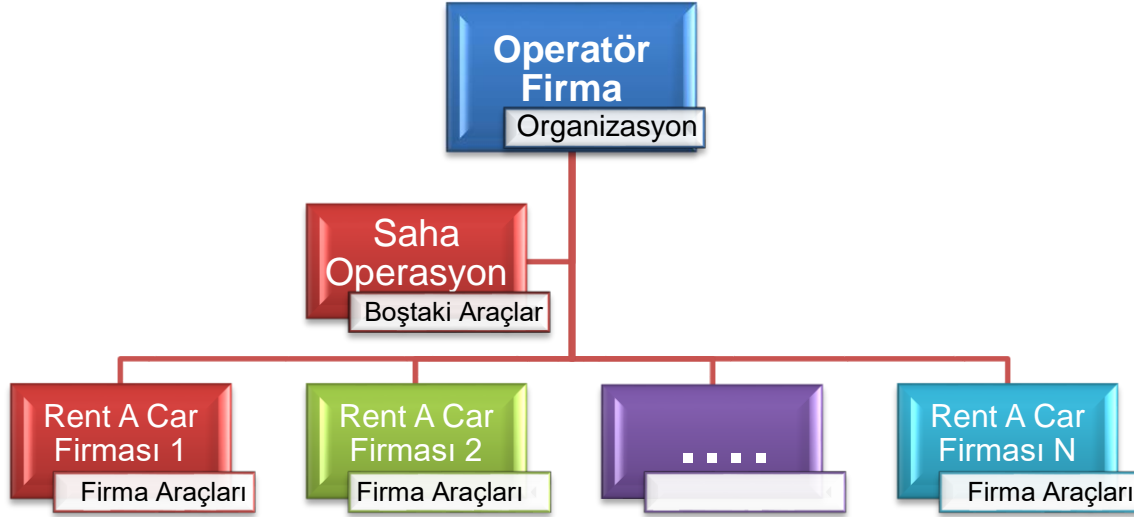 Operatör
Firma
Organizasyon
Saha
Operasyon
Boştaki Araçlar
Rent A Car
Firması 1
Firma Araçları
Rent A Car
Firması 2
Firma Araçları
....
Rent A Car
Firması N
Firma Araçları